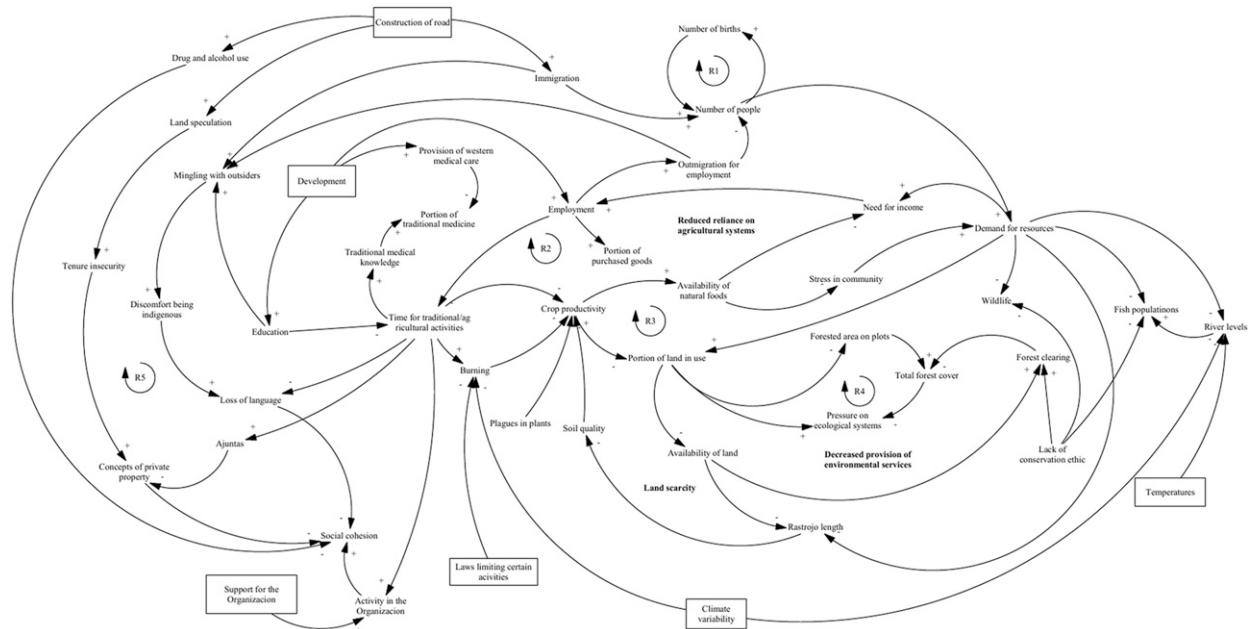 Construction of road
Number of births
+
Drug and alcohol use
R1
Immigration
Number of people
Land speculation
Provision of western
medical care
Outmigration for
employment
Mingling with outsiders
Development
Employment
Need for income
Portion of
traditional medicine
Reduced reliance on
agricultural systems
Demand for resources
R2
Traditional medical
knowledge
Portion of
purchased goods
Tenure insecurity
Stress in community
Availability of
natural foods
Discomfort being
indigenous
Wildlife
Crop productivity
Fish populatinons
Time for traditional/ag
ricultural activities
R3
Education
River levels
Forested area on plots
Portion of land in use
Forest clearing
Burning
Total forest cover
R5
R4
Loss of language
Plagues in plants
Soil quality
Pressure on
ecological systems
Ajuntas
Availability of land
Decreased provision of
environmental services
Lack of
conservation ethic
Concepts of private
property
Land scarcity
Temperatures
Rastrojo length
Social cohesion
Laws limiting certain
acivities
Support for the
Organizacion
Activity in the
Organizacion
Climate
variability